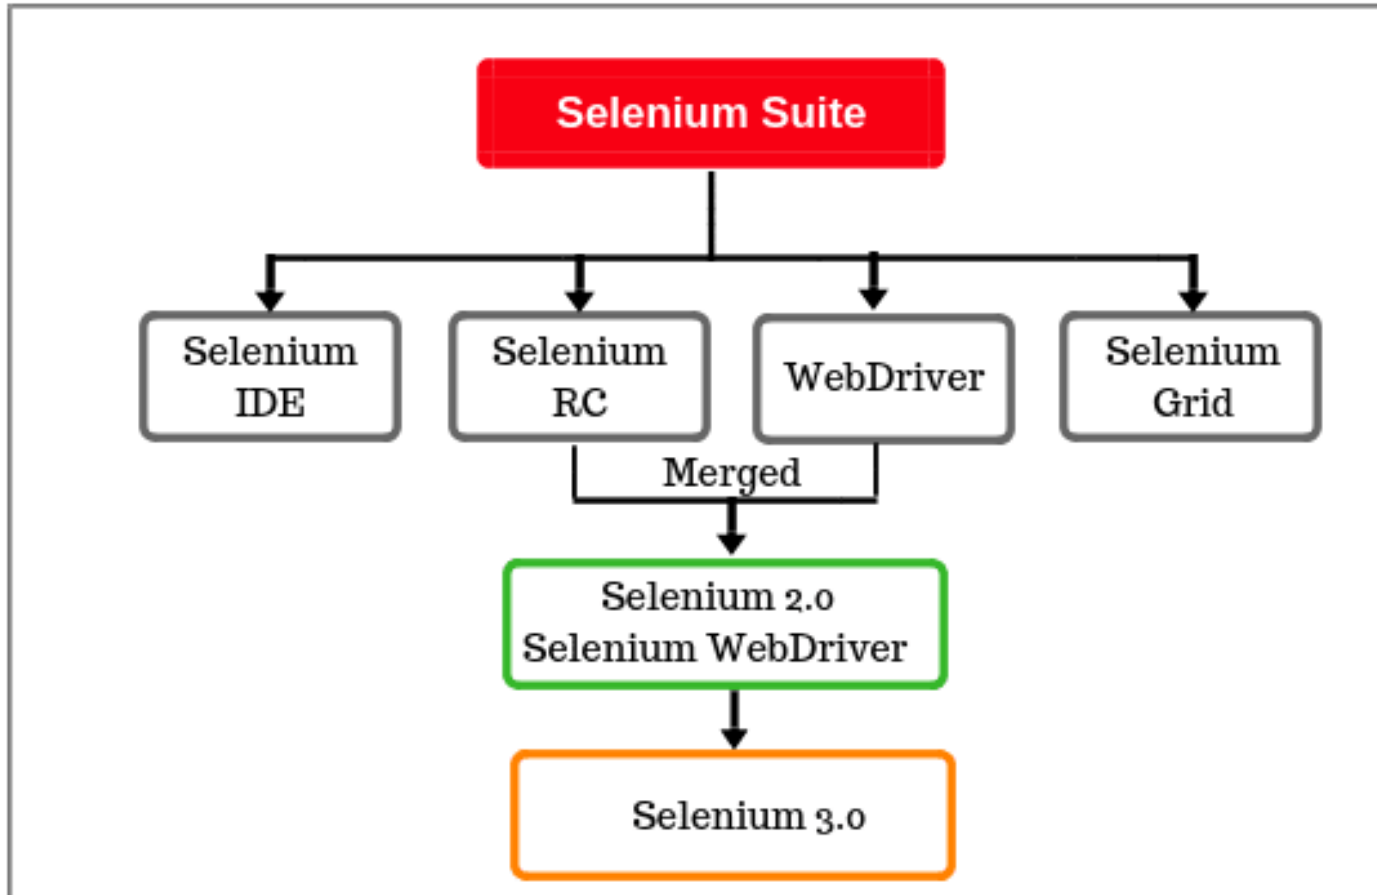 Selenium Suite
Selenium
IDE
Selenium
RC
WebDriver
Selenium
Grid
Merged
Selenium 2.0
Selenium WebDriver
Selenium 3.0